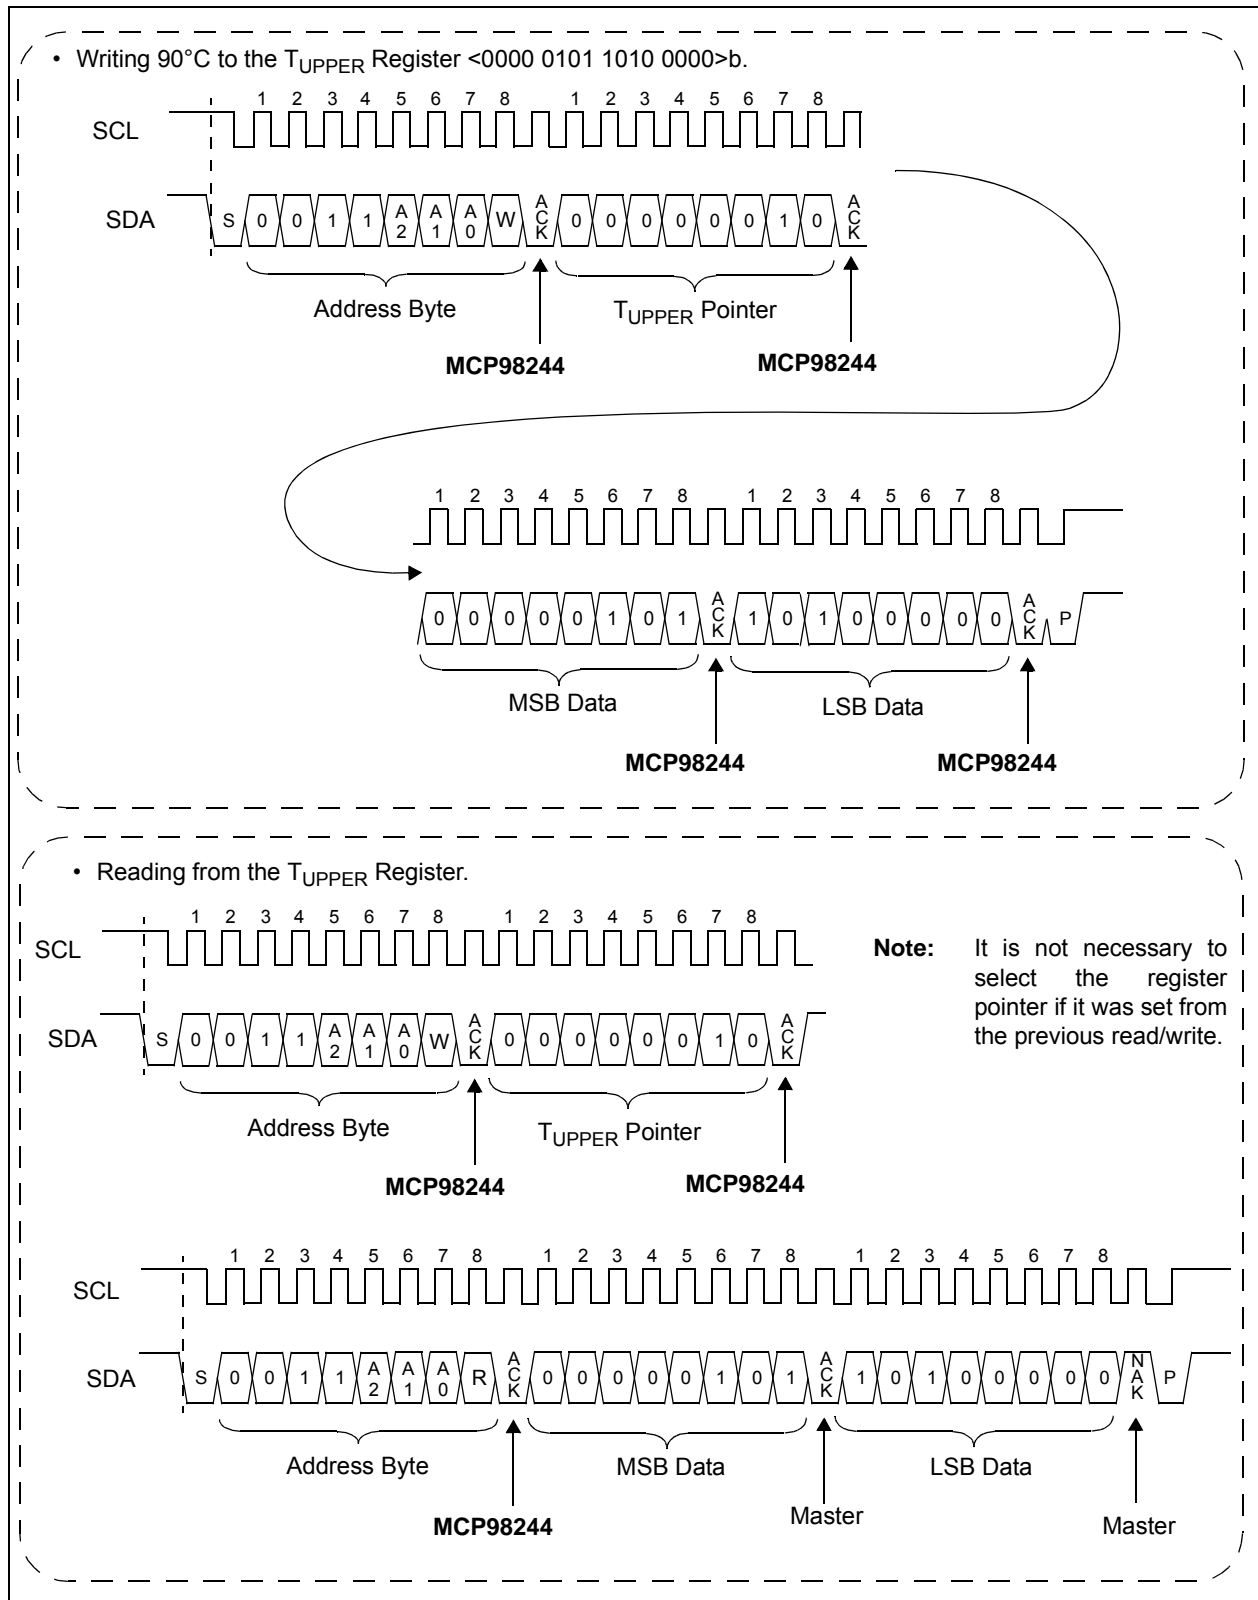 • Writing 90°C to the TUPPER Register <0000 0101 1010 0000>b.
1 2 3 4 5 6 7 8 1 2 3 4 5 6 7 8
SCL
SDA S 0 0 1 1 A2 A1 A0 W ACK 0 0 0 0 0 0 1 0 ACK
Address Byte TUPPER Pointer
MCP98244 MCP98244
1 2 3 4 5 6 7 8 1 2 3 4 5 6 7 8
0 0 0 0 0 1 0 1 ACK 1 0 1 0 0 0 0 0 ACK P
MSB Data LSB Data
MCP98244 MCP98244
• Reading from the TUPPER Register.
1 2 3 4 5 6 7 8 1 2 3 4 5 6 7 8
SCL
Note: It is not necessary to
select the register
pointer if it was set from
the previous read/write.
SDA S 0 0 1 1 A2 A1 A0 W ACK 0 0 0 0 0 0 1 0 ACK
Address Byte TUPPER Pointer
MCP98244 MCP98244
1 2 3 4 5 6 7 8 1 2 3 4 5 6 7 8 1 2 3 4 5 6 7 8
SCL
SDA S 0 0 1 1 A2 A1 A0 R ACK 0 0 0 0 0 1 0 1 ACK 1 0 1 0 0 0 0 0 NAK P
Address Byte MSB Data LSB Data
MCP98244 Master Master